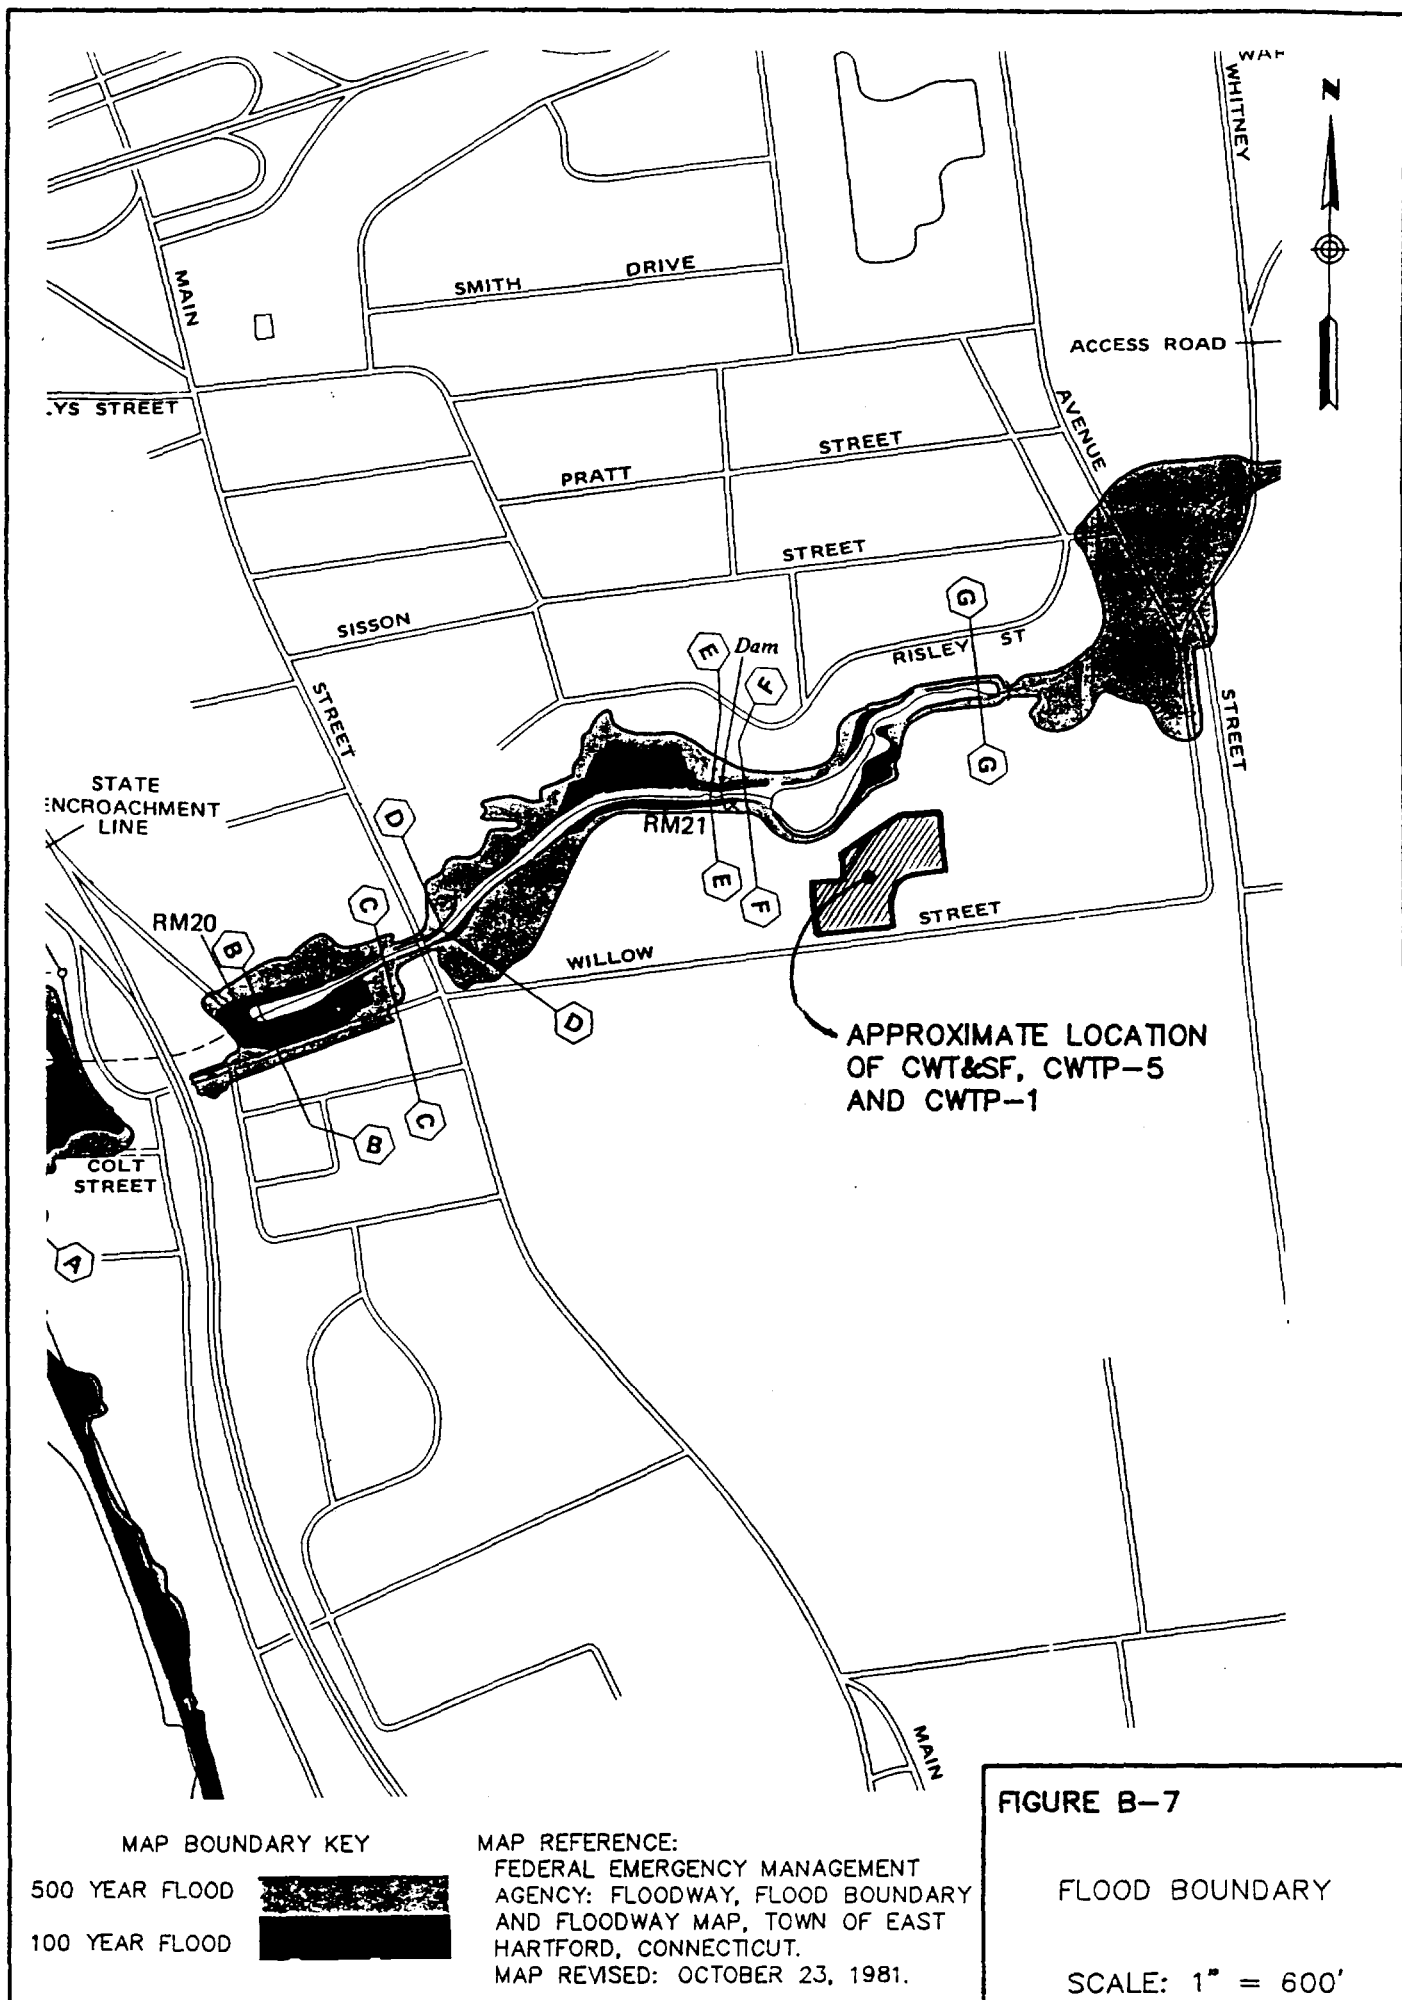 WHITNEY
N
MAIN
SMITH DRIVE
ACCESS ROAD
.YS STREET
AVENUE
PRATT STREET
STREET
SISSON
G
RISLEY ST
E
Dam
F
STREET
STREET
G
STATE
ENCROACHMENT
LINE
D
RM21
E
F
C
RM20
B
STREET
WILLOW
D
APPROXIMATE LOCATION
OF CWT&SF, CWTP-5
AND CWTP-1
C
B
COLT
STREET
A
MAIN
FIGURE B-7
FLOOD BOUNDARY
SCALE: 1" = 600'
MAP BOUNDARY KEY
500 YEAR FLOOD
100 YEAR FLOOD
MAP REFERENCE:
FEDERAL EMERGENCY MANAGEMENT
AGENCY: FLOODWAY, FLOOD BOUNDARY
AND FLOODWAY MAP, TOWN OF EAST
HARTFORD, CONNECTICUT.
MAP REVISED: OCTOBER 23, 1981.